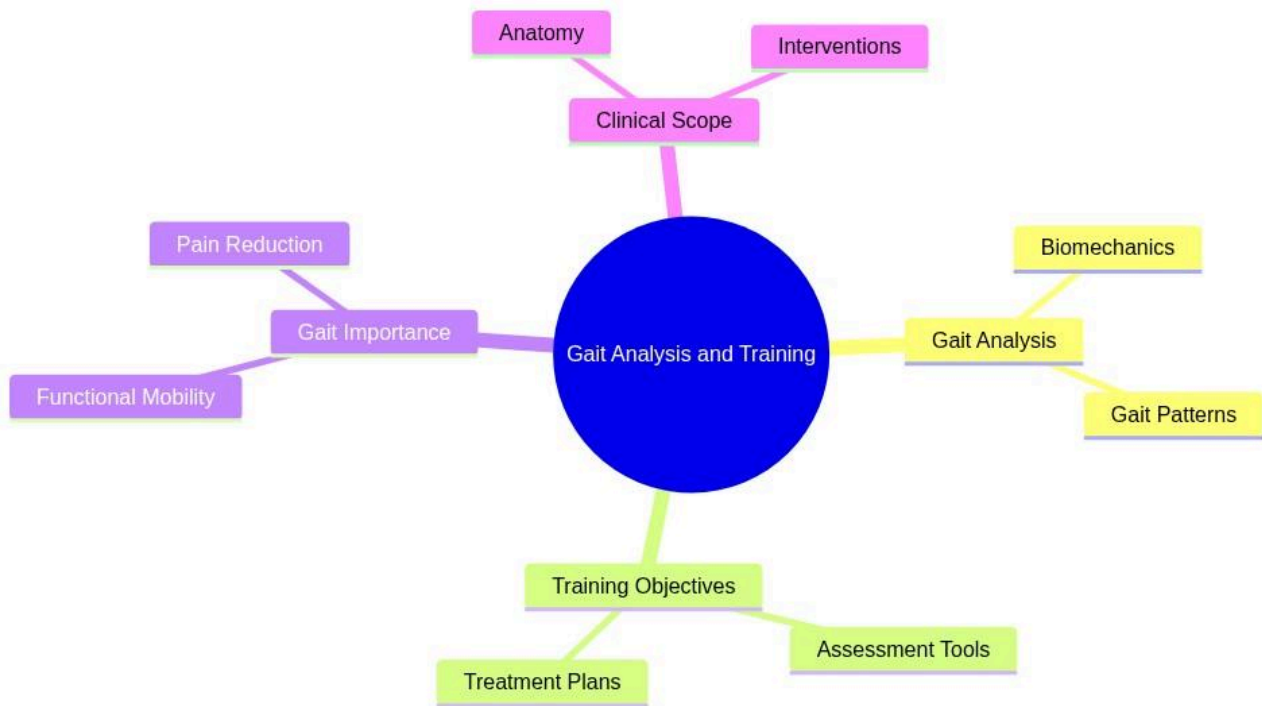 Anatomy
Interventions
Clinical Scope
Pain Reduction
Biomechanics
Gait Importance
Gait Analysis
Gait Analysis and Training
Functional Mobility
Gait Patterns
Training Objectives
Assessment Tools
Treatment Plans